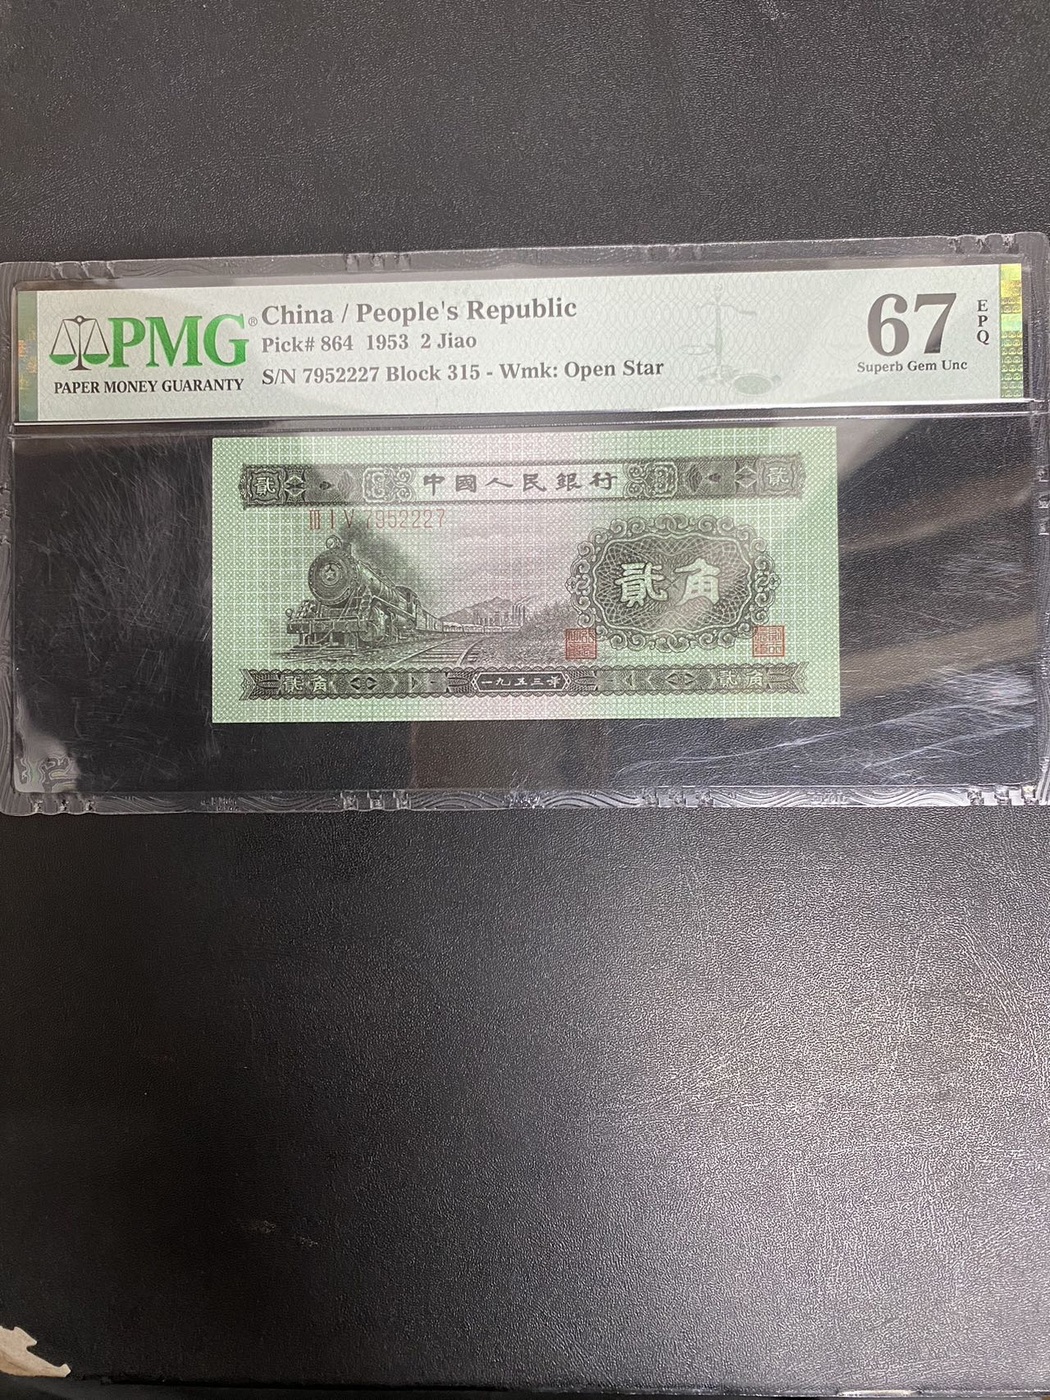 PMG®
PAPER MONEY GUARANTY
China / People's Republic
Pick# 864 1953 2 Jiao
S/N 7952227 Block 315 - Wmk: Open Star
67
EPQ
Superb Gem Unc
貳 中國人民銀行 貳
III I V 7952227
貳角
貳角 一九五三年 貳角